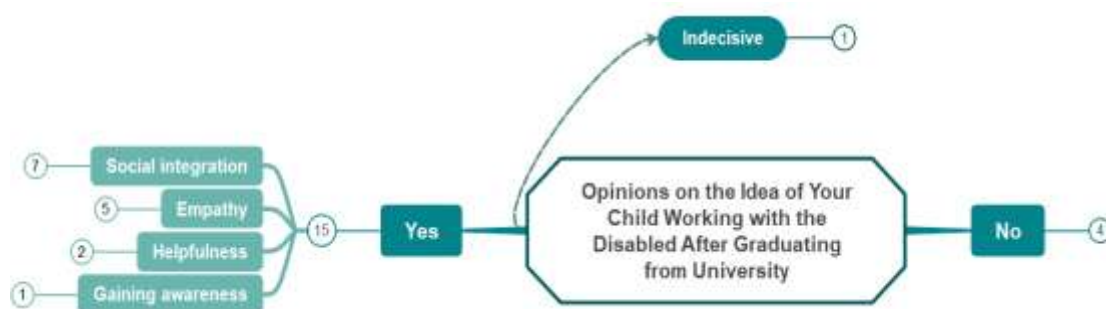 Indecisive
1
7
Social integration
5
Empathy
2
Helpfulness
1
Gaining awareness
15
Yes
Opinions on the Idea of Your
Child Working with the
Disabled After Graduating
from University
No
4